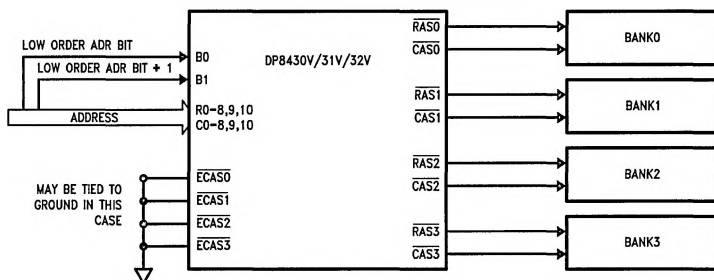 LOW ORDER ADR BIT
LOW ORDER ADR BIT + 1
ADDRESS
MAY BE TIED TO
GROUND IN THIS
CASE
B0
B1
R0-8,9,10
C0-8,9,10
ECAS0
ECAS1
ECAS2
ECAS3
DP8430V/31V/32V
RAS0
CAS0
RAS1
CAS1
RAS2
CAS2
RAS3
CAS3
BANK0
BANK1
BANK2
BANK3